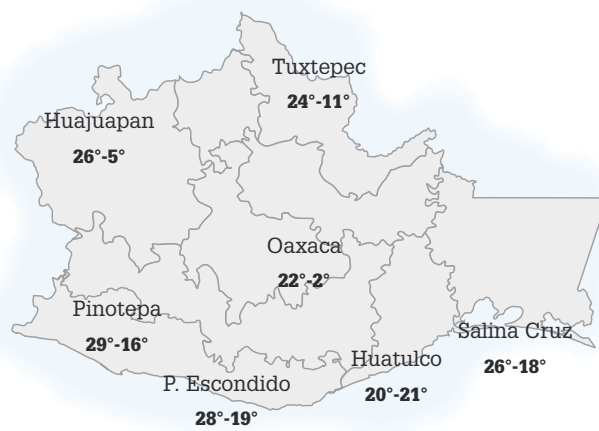 Tuxtepec
24°-11°
Huajuapan
26°-5°
Oaxaca
22°-2°
Pinotepa
29°-16°
Salina Cruz
26°-18°
Huatulco
20°-21°
P. Escondido
28°-19°